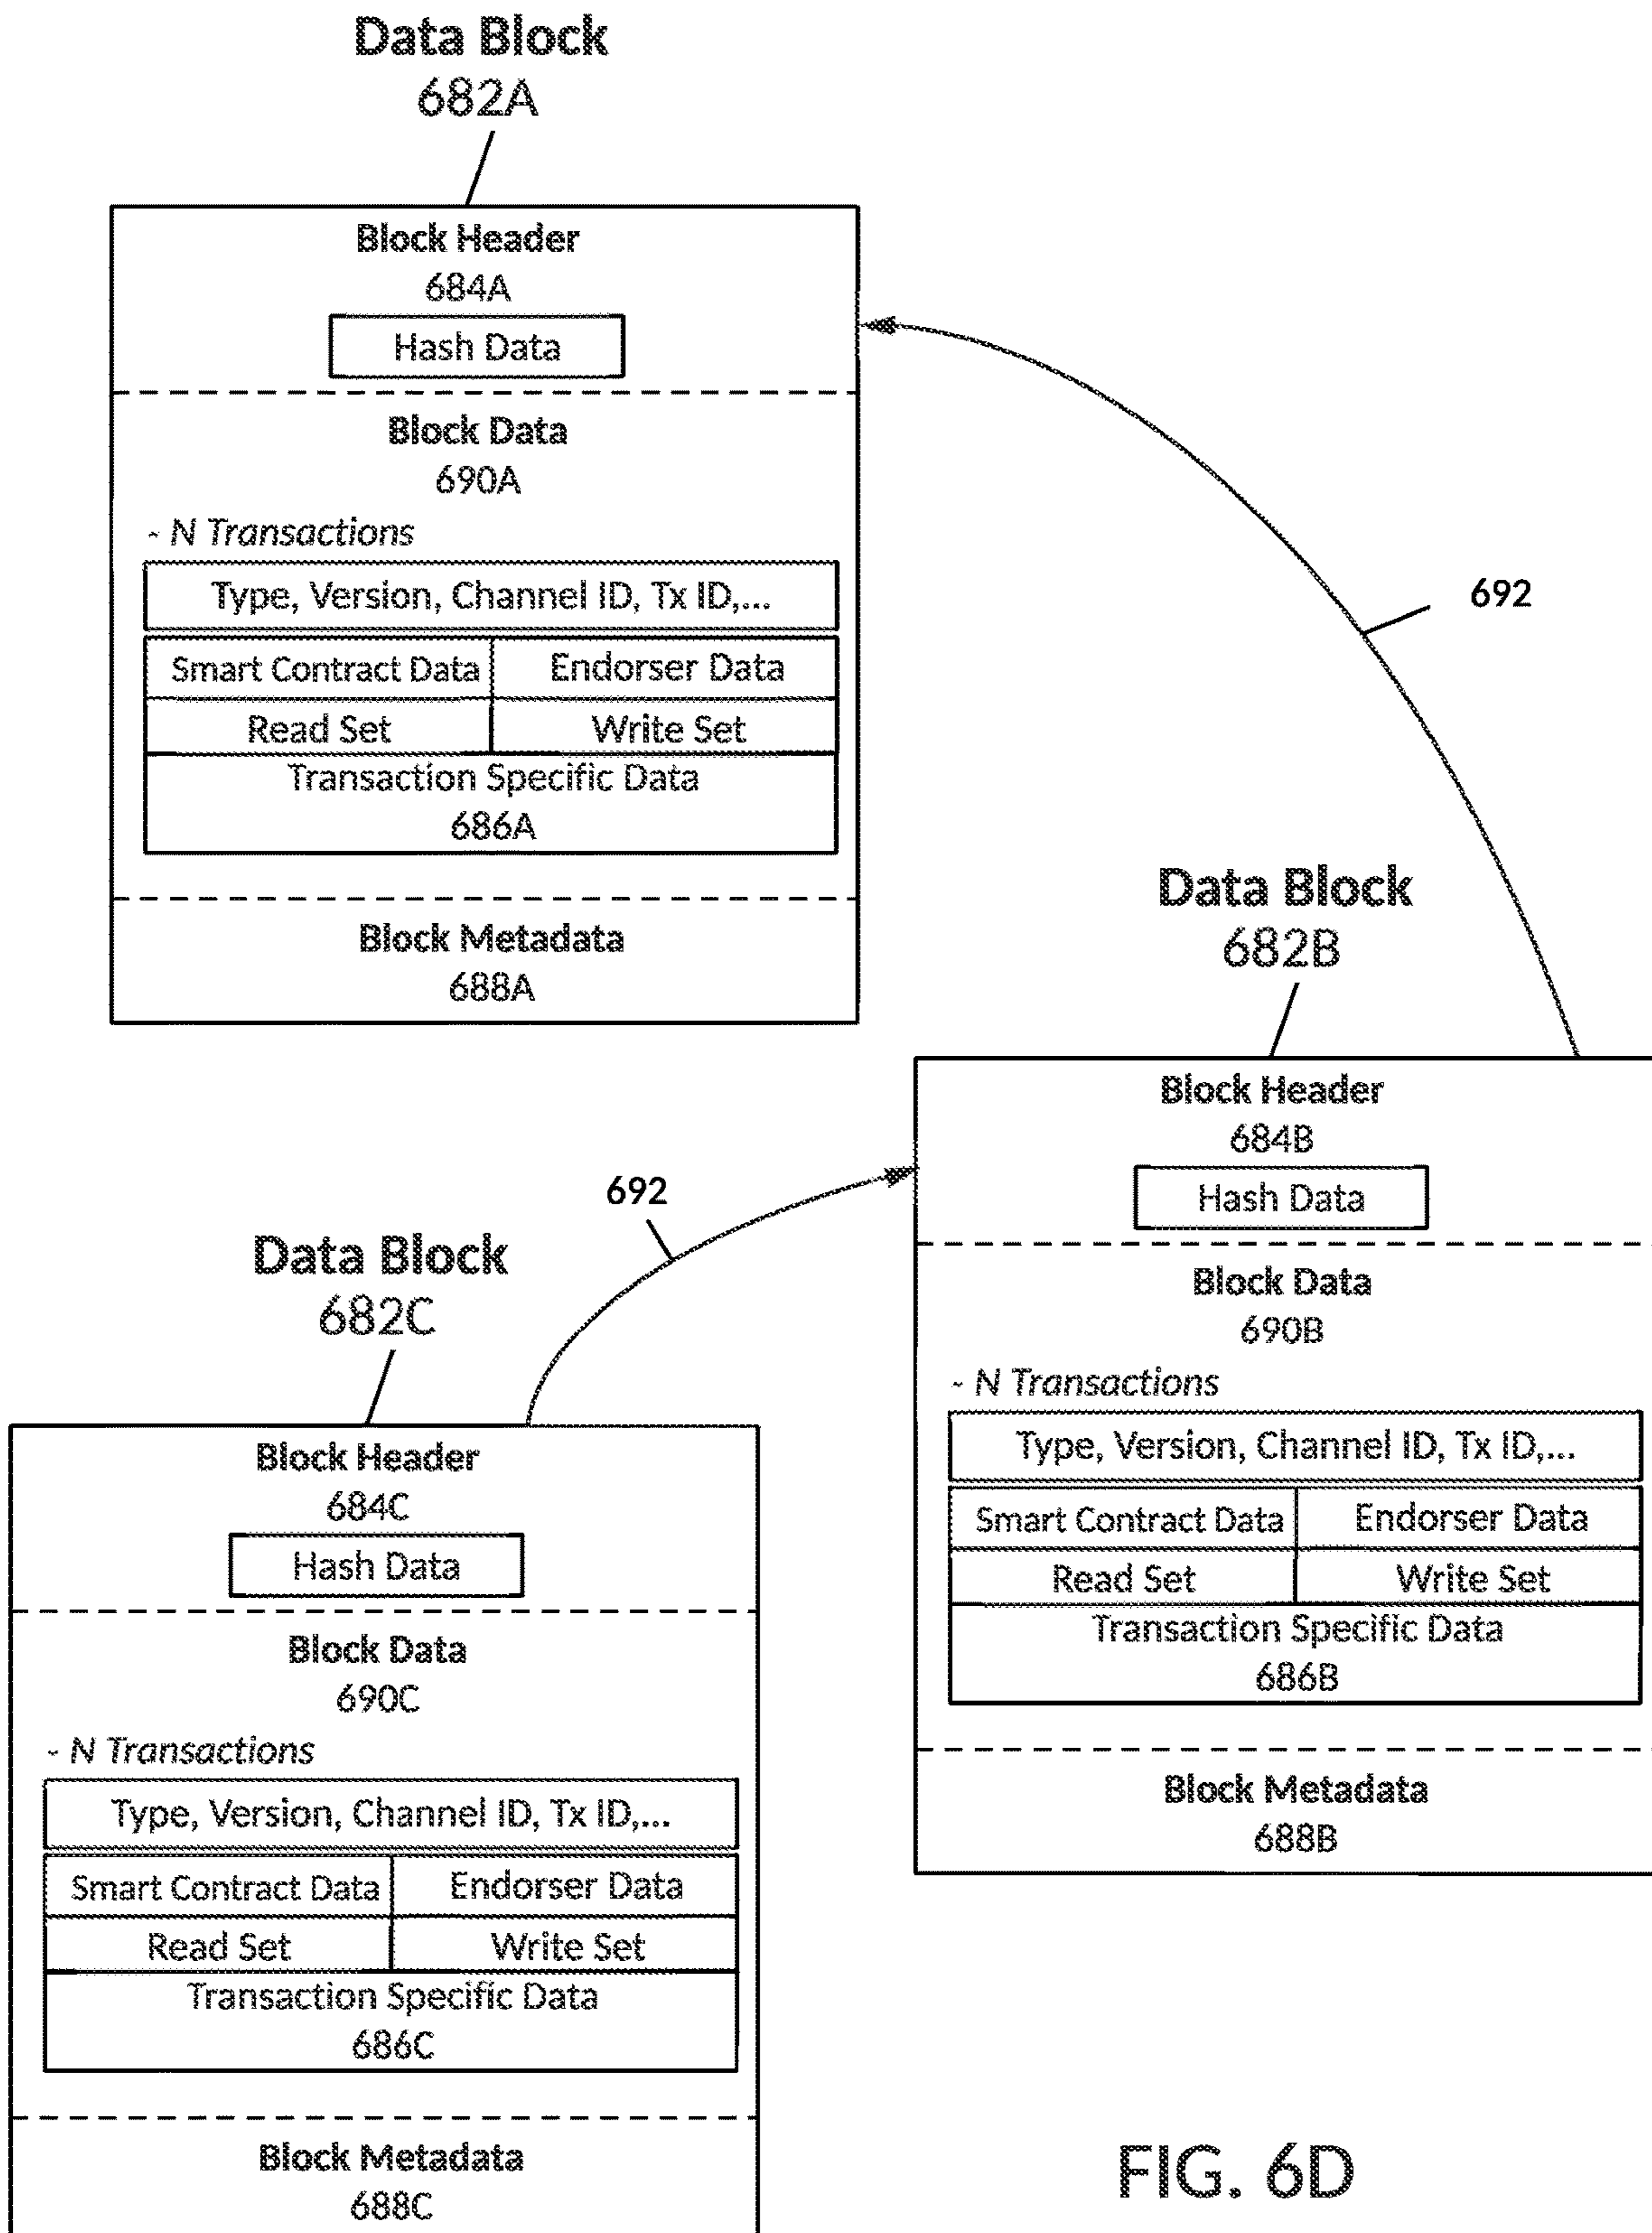 Data Block
682A
Block Header
684A
Hash Data
Block Data
690A
- N Transactions
Type, Version, Channel ID, Tx ID,...
Smart Contract Data
Endorser Data
Read Set
Write Set
Transaction Specific Data
686A
Block Metadata
688A
692
Data Block
682B
Block Header
684B
Hash Data
Block Data
690B
- N Transactions
Type, Version, Channel ID, Tx ID,...
Smart Contract Data
Endorser Data
Read Set
Write Set
Transaction Specific Data
686B
Block Metadata
688B
692
Data Block
682C
Block Header
684C
Hash Data
Block Data
690C
- N Transactions
Type, Version, Channel ID, Tx ID,...
Smart Contract Data
Endorser Data
Read Set
Write Set
Transaction Specific Data
686C
Block Metadata
688C
FIG. 6D